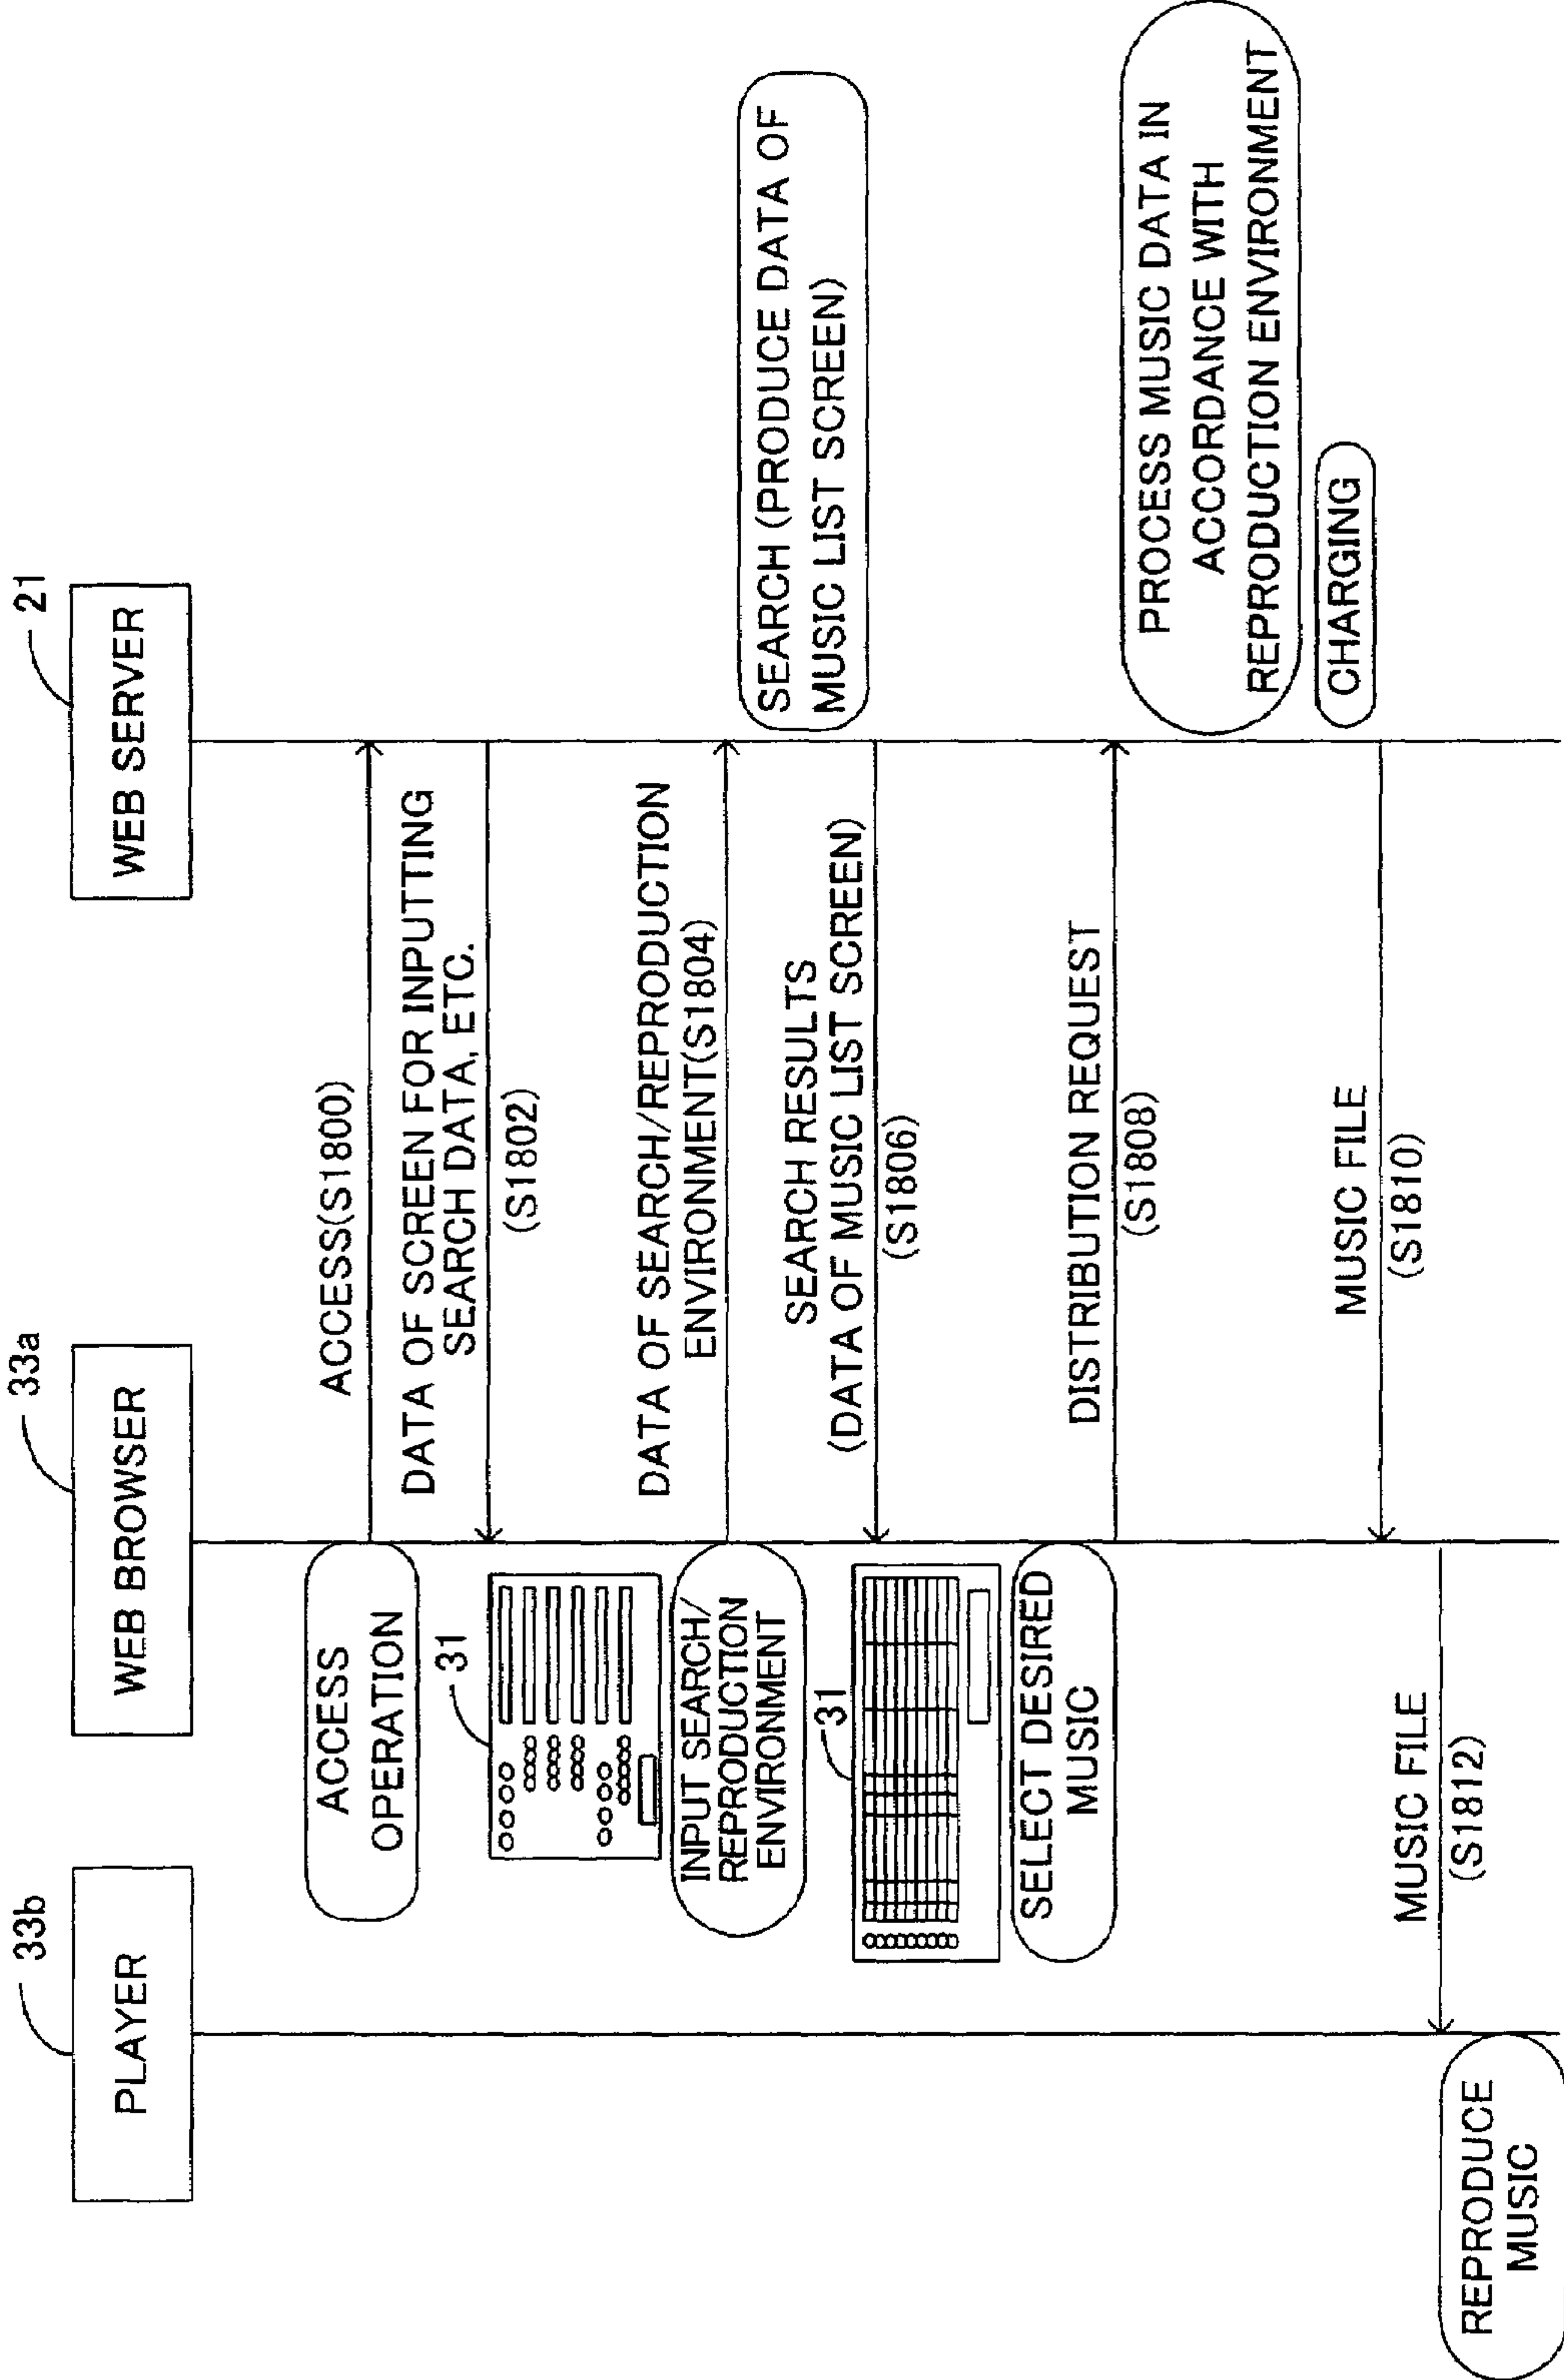 33b
PLAYER
33a
WEB BROWSER
21
WEB SERVER
ACCESS
OPERATION
ACCESS(S1800)
DATA OF SCREEN FOR INPUTTING
SEARCH DATA, ETC.
(S1802)
31
INPUT SEARCH/
REPRODUCTION
ENVIRONMENT
DATA OF SEARCH/REPRODUCTION
ENVIRONMENT(S1804)
SEARCH (PRODUCE DATA OF
MUSIC LIST SCREEN)
SEARCH RESULTS
(DATA OF MUSIC LIST SCREEN)
(S1806)
31
SELECT DESIRED
MUSIC
DISTRIBUTION REQUEST
(S1808)
PROCESS MUSIC DATA IN
ACCORDANCE WITH
REPRODUCTION ENVIRONMENT
CHARGING
MUSIC FILE
(S1810)
MUSIC FILE
(S1812)
REPRODUCE
MUSIC